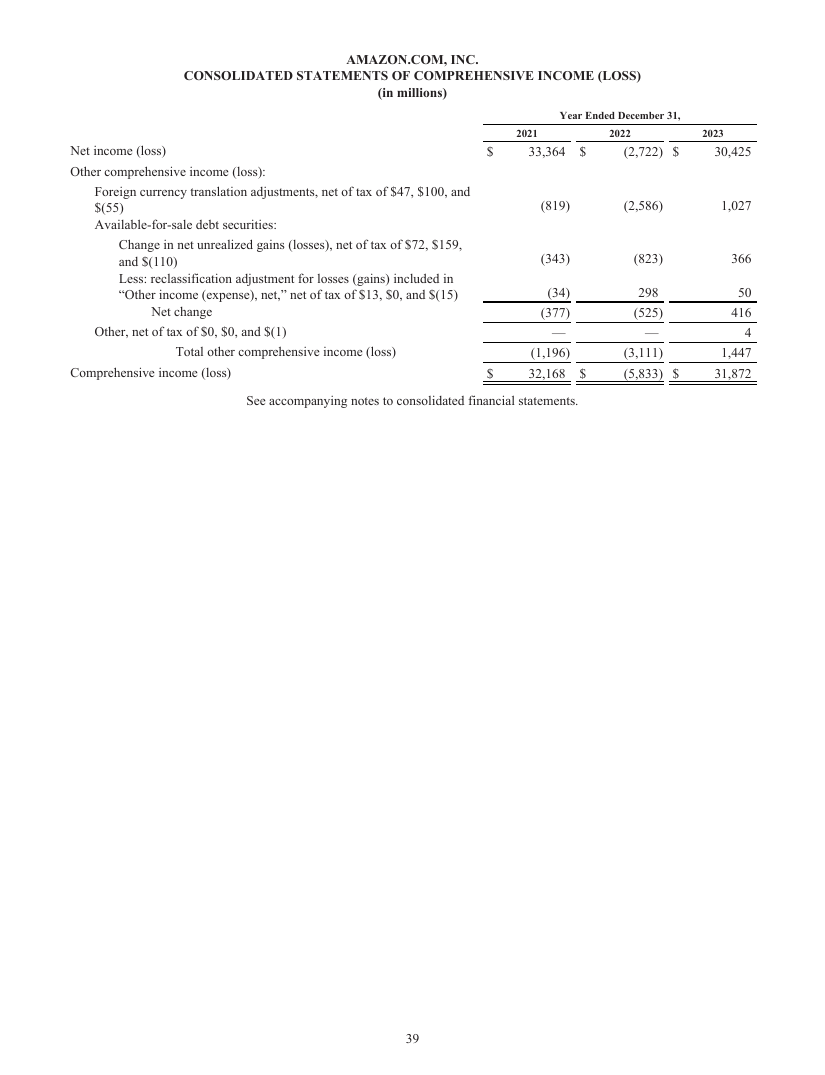 AMAZON.COM, INC.
CONSOLIDATED STATEMENTS OF COMPREHENSIVE INCOME (LOSS)
(in millions)
Year Ended December 31,
2021 2022 2023
Net income (loss) $ 33,364 $ (2,722) $ 30,425
Other comprehensive income (loss):
Foreign currency translation adjustments, net of tax of $47, $100, and
$(55) (819) (2,586) 1,027
Available-for-sale debt securities:
Change in net unrealized gains (losses), net of tax of $72, $159,
and $(110) (343) (823) 366
Less: reclassification adjustment for losses (gains) included in
“Other income (expense), net,” net of tax of $13, $0, and $(15) (34) 298 50
Net change (377) (525) 416
Other, net of tax of $0, $0, and $(1) — — 4
Total other comprehensive income (loss) (1,196) (3,111) 1,447
Comprehensive income (loss) $ 32,168 $ (5,833) $ 31,872
See accompanying notes to consolidated financial statements.
39